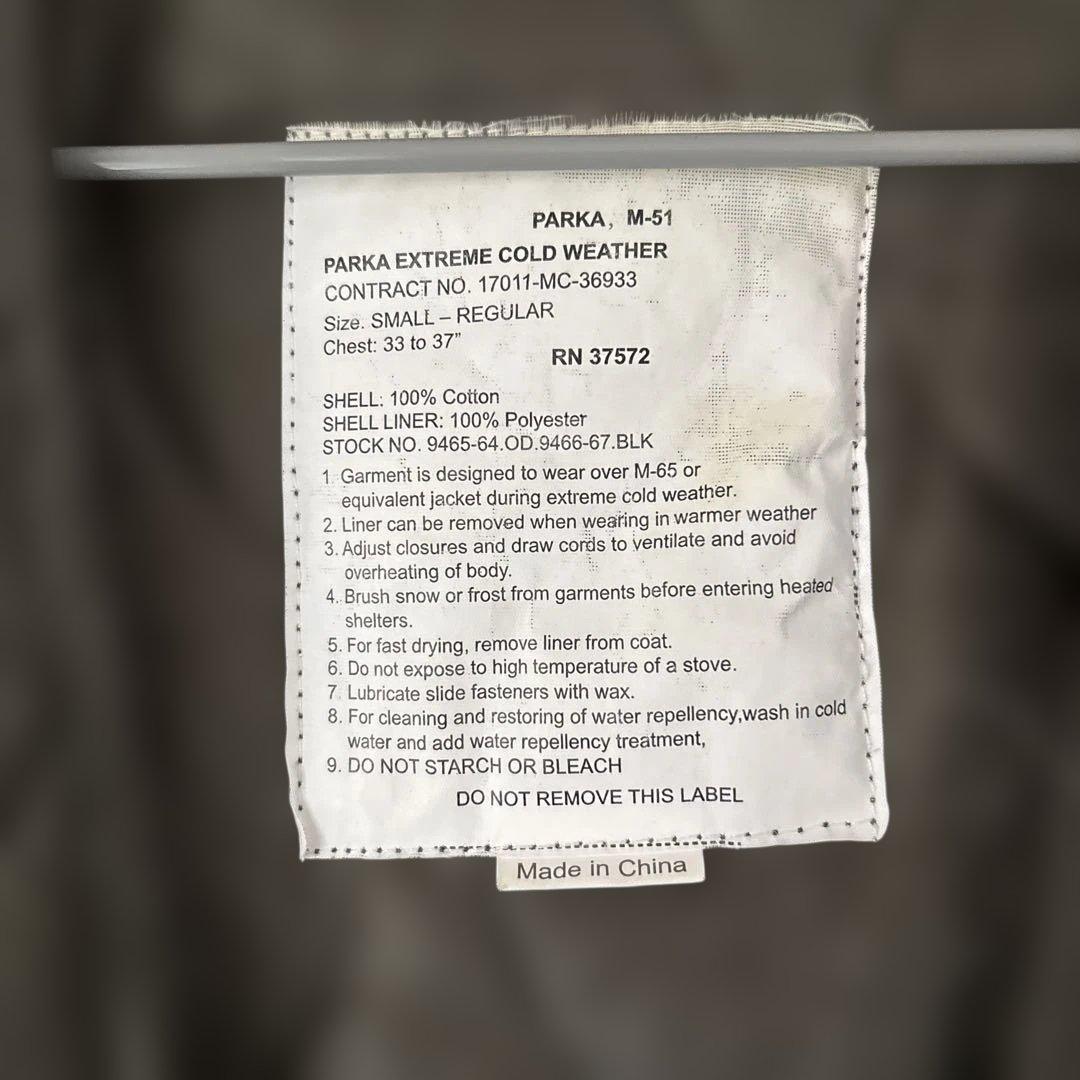 PARKA, M-51
PARKA EXTREME COLD WEATHER
CONTRACT NO. 17011-MC-36933
Size. SMALL – REGULAR
Chest: 33 to 37"
RN 37572
SHELL: 100% Cotton
SHELL LINER: 100% Polyester
STOCK NO. 9465-64.OD.9466-67.BLK
1. Garment is designed to wear over M-65 or
equivalent jacket during extreme cold weather.
2. Liner can be removed when wearing in warmer weather
3. Adjust closures and draw cords to ventilate and avoid
overheating of body.
4. Brush snow or frost from garments before entering heated
shelters.
5. For fast drying, remove liner from coat.
6. Do not expose to high temperature of a stove.
7. Lubricate slide fasteners with wax.
8. For cleaning and restoring of water repellency,wash in cold
water and add water repellency treatment,
9. DO NOT STARCH OR BLEACH
DO NOT REMOVE THIS LABEL
Made in China